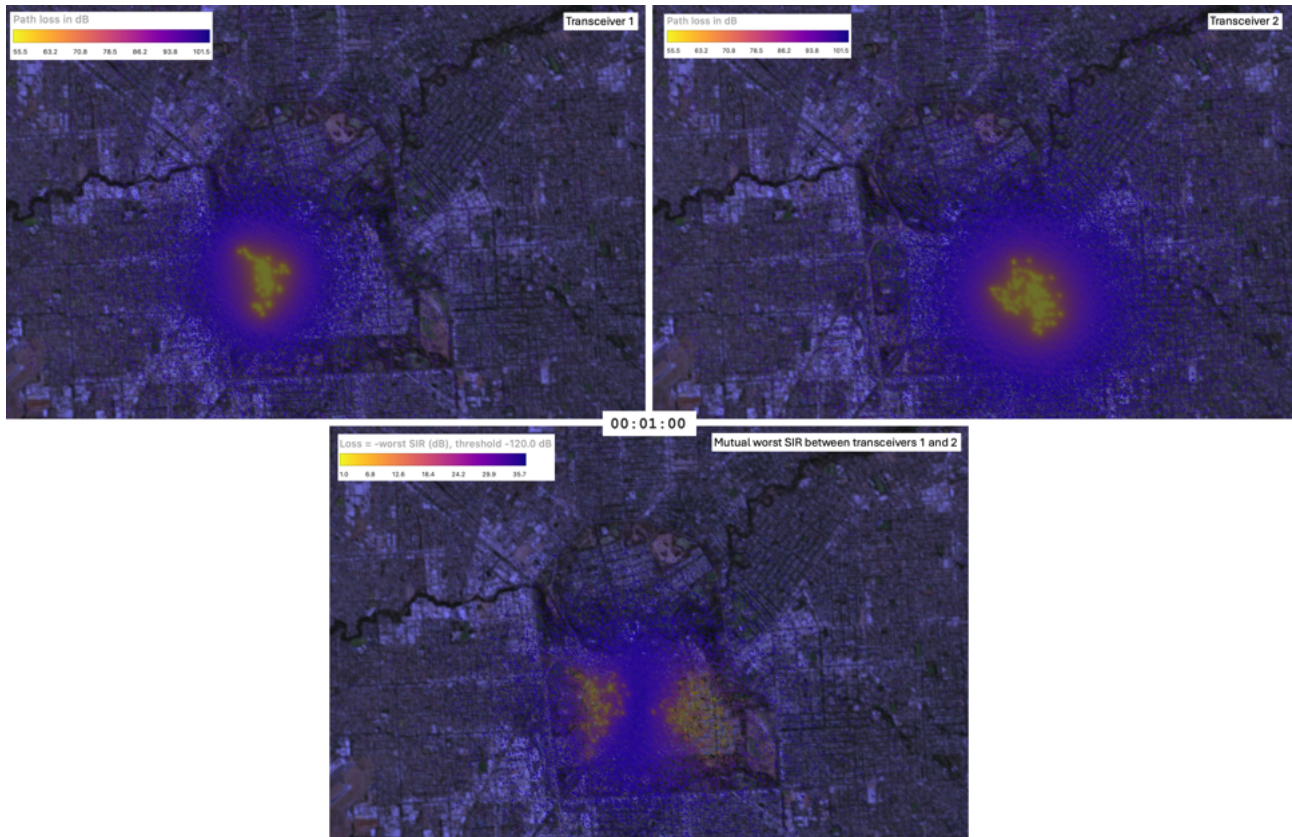 Path loss in dB
55.5 63.2 70.8 78.5 86.2 93.8 101.5
Transceiver 1
Path loss in dB
55.5 63.2 70.8 78.5 86.2 93.8 101.5
Transceiver 2
00:01:00
Loss = -worst SIR (dB), threshold -120.0 dB
1.0 6.8 12.6 18.4 24.2 29.9 35.7
Mutual worst SIR between transceivers 1 and 2